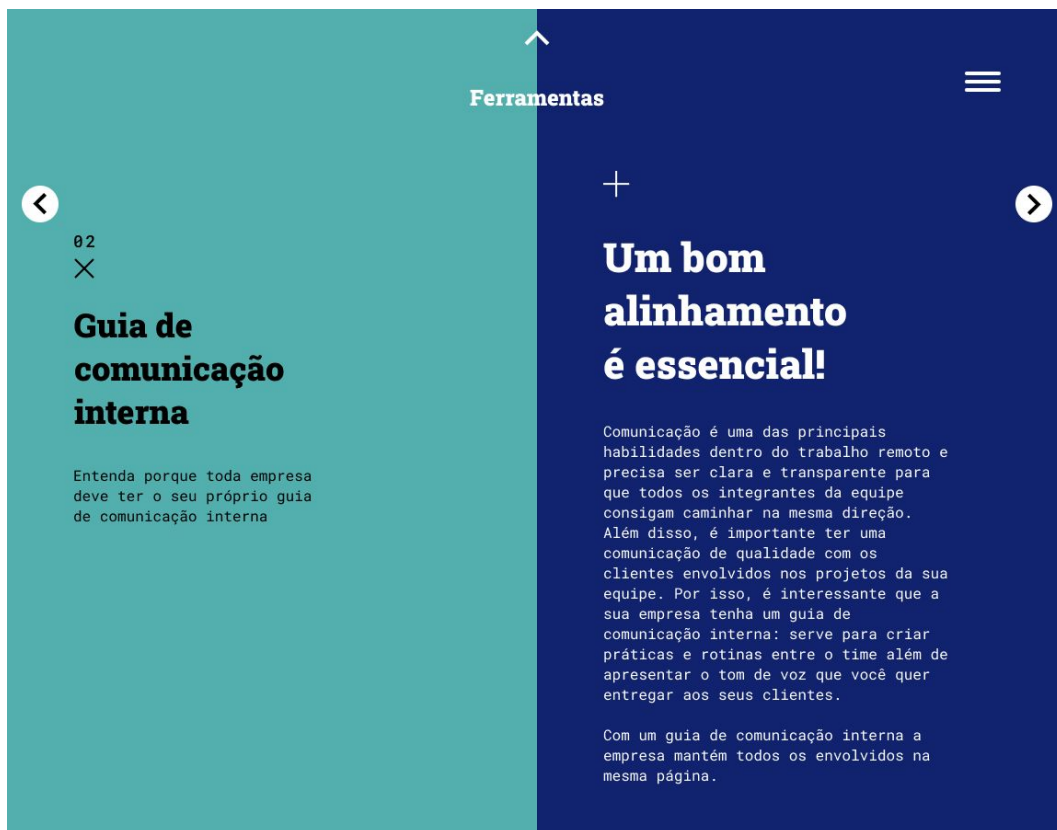 Ferramentas
02
Guia de
comunicação
interna
Entenda porque toda empresa
deve ter o seu próprio guia
de comunicação interna
Um bom
alinhamento
é essencial!
Comunicação é uma das principais
habilidades dentro do trabalho remoto e
precisa ser clara e transparente para
que todos os integrantes da equipe
consigam caminhar na mesma direção.
Além disso, é importante ter uma
comunicação de qualidade com os
clientes envolvidos nos projetos da sua
equipe. Por isso, é interessante que a
sua empresa tenha um guia de
comunicação interna: serve para criar
práticas e rotinas entre o time além de
apresentar o tom de voz que você quer
entregar aos seus clientes.
Com um guia de comunicação interna a
empresa mantém todos os envolvidos na
mesma página.